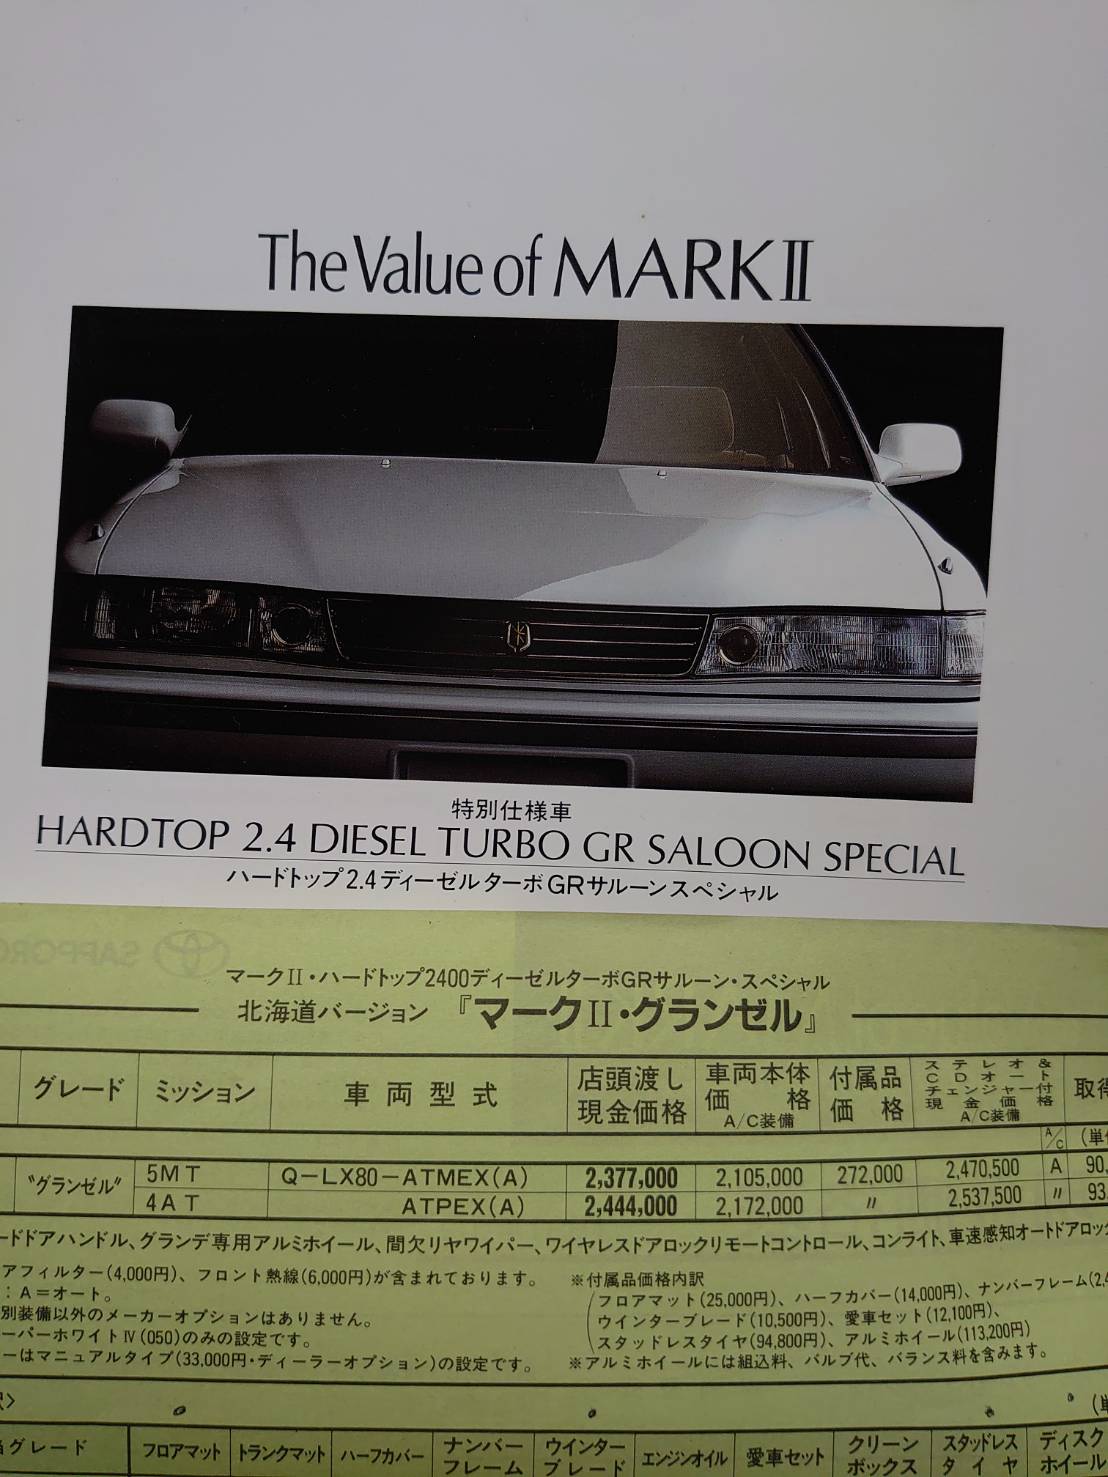 The Value of MARKⅡ
特別仕様車
HARDTOP 2.4 DIESEL TURBO GR SALOON SPECIAL
ハードトップ2.4ディーゼルターボGRサルーンスペシャル
SAPPORO
マークⅡ・ハードトップ2400ディーゼルターボGRサルーン・スペシャル
北海道バージョン 『マークⅡ・グランゼル』
グレード ミッション 車両型式 店頭渡し現金価格 車両本体価格 A/C装備 付属品価格 ステレオ&CDオートチェンジャー付現金価格 A/C装備 取得
A/C (単位
"グランゼル" 5MT Q-LX80-ATMEX(A) 2,377,000 2,105,000 272,000 2,470,500 A 90,
4AT ATPEX(A) 2,444,000 2,172,000 〃 2,537,500 〃 93,
ードドアハンドル、グランデ専用アルミホイール、間欠リヤワイパー、ワイヤレスドアロックリモートコントロール、コンライト、車速感知オートドアロック
アフィルター(4,000円)、フロント熱線(6,000円)が含まれております。
:A=オート。
別装備以外のメーカーオプションはありません。
ーパーホワイトⅣ(050)のみの設定です。
ーはマニュアルタイプ(33,000円・ディーラーオプション)の設定です。
※付属品価格内訳
フロアマット(25,000円)、ハーフカバー(14,000円)、ナンバーフレーム(2,4
ウインターブレード(10,500円)、愛車セット(12,100円)、
スタッドレスタイヤ(94,800円)、アルミホイール(113,200円)
※アルミホイールには組込料、バルブ代、バランス料を含みます。
訳>
当グレード フロアマット トランクマット ハーフカバー ナンバーフレーム ウインターブレード エンジンオイル 愛車セット クリーンボックス スタッドレスタイヤ ディスクホイール